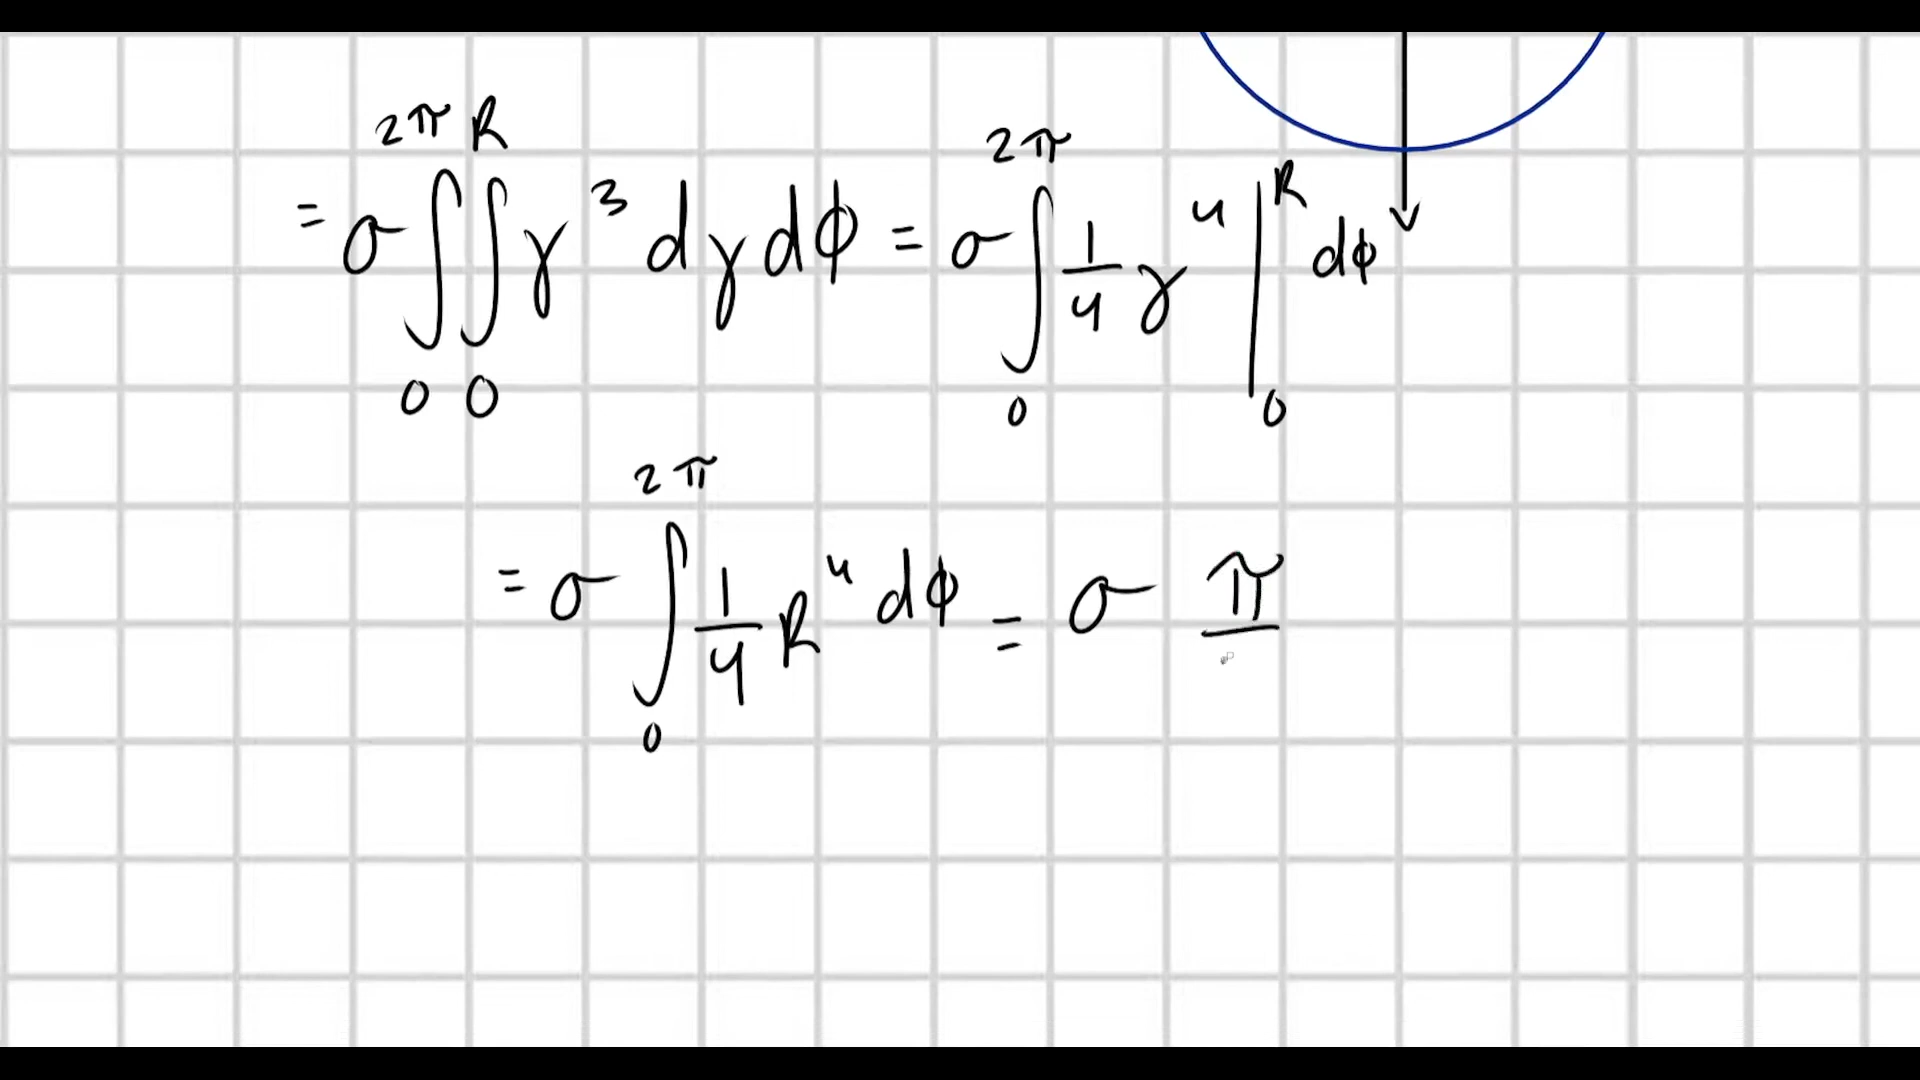 = σ ∫₀^{2π} ∫₀^R r³ dr dϕ = σ ∫₀^{2π} 1/4 r⁴ |₀^R dϕ
= σ ∫₀^{2π} 1/4 R⁴ dϕ = σ π